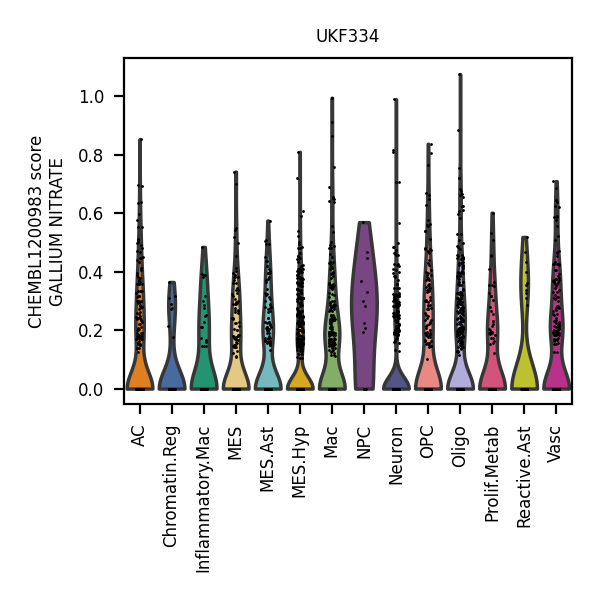 UKF334
CHEMBL1200983 score
GALLIUM NITRATE
1.0
0.8
0.6
0.4
0.2
0.0
AC
Chromatin.Reg
Inflammatory.Mac
MES
MES.Ast
MES.Hyp
Mac
NPC
Neuron
OPC
Oligo
Prolif.Metab
Reactive.Ast
Vasc